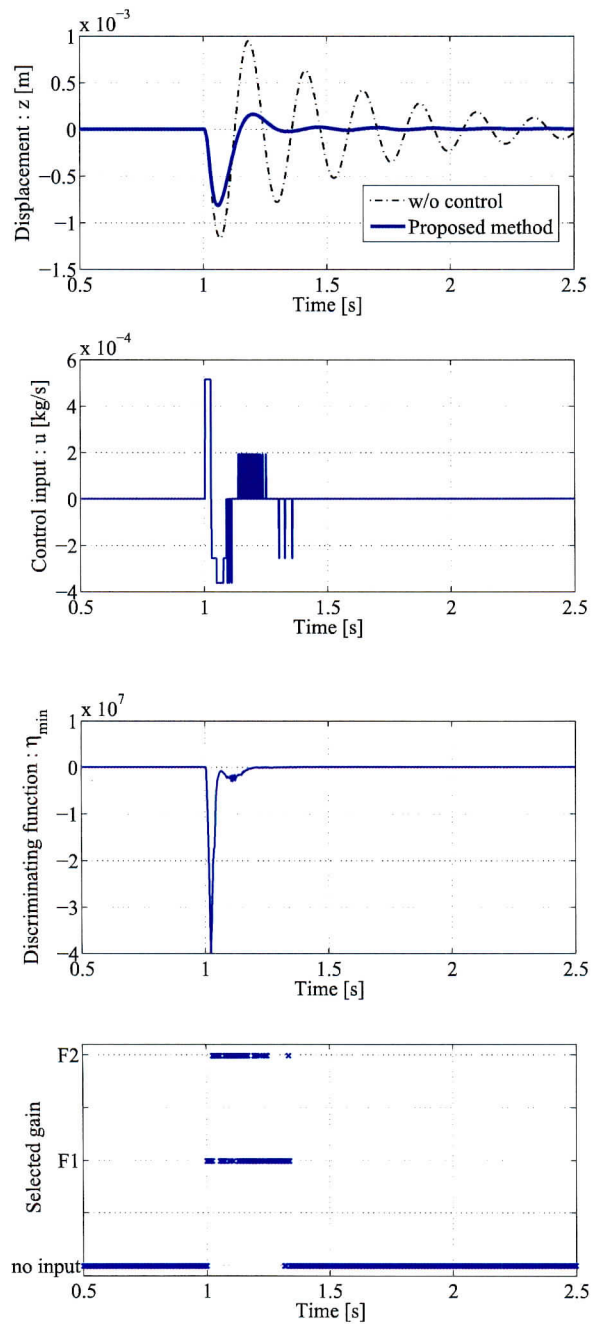 x 10⁻³
1
0.5
0
−0.5
−1
−1.5
Displacement : z [m]
w/o control
Proposed method
0.5 1 1.5 2 2.5
Time [s]
x 10⁻⁴
6
4
2
0
−2
−4
Control input : u [kg/s]
0.5 1 1.5 2 2.5
Time [s]
x 10⁷
1
0
−1
−2
−3
−4
Discriminating function : η_min
0.5 1 1.5 2 2.5
Time [s]
F2
F1
no input
Selected gain
0.5 1 1.5 2 2.5
Time [s]